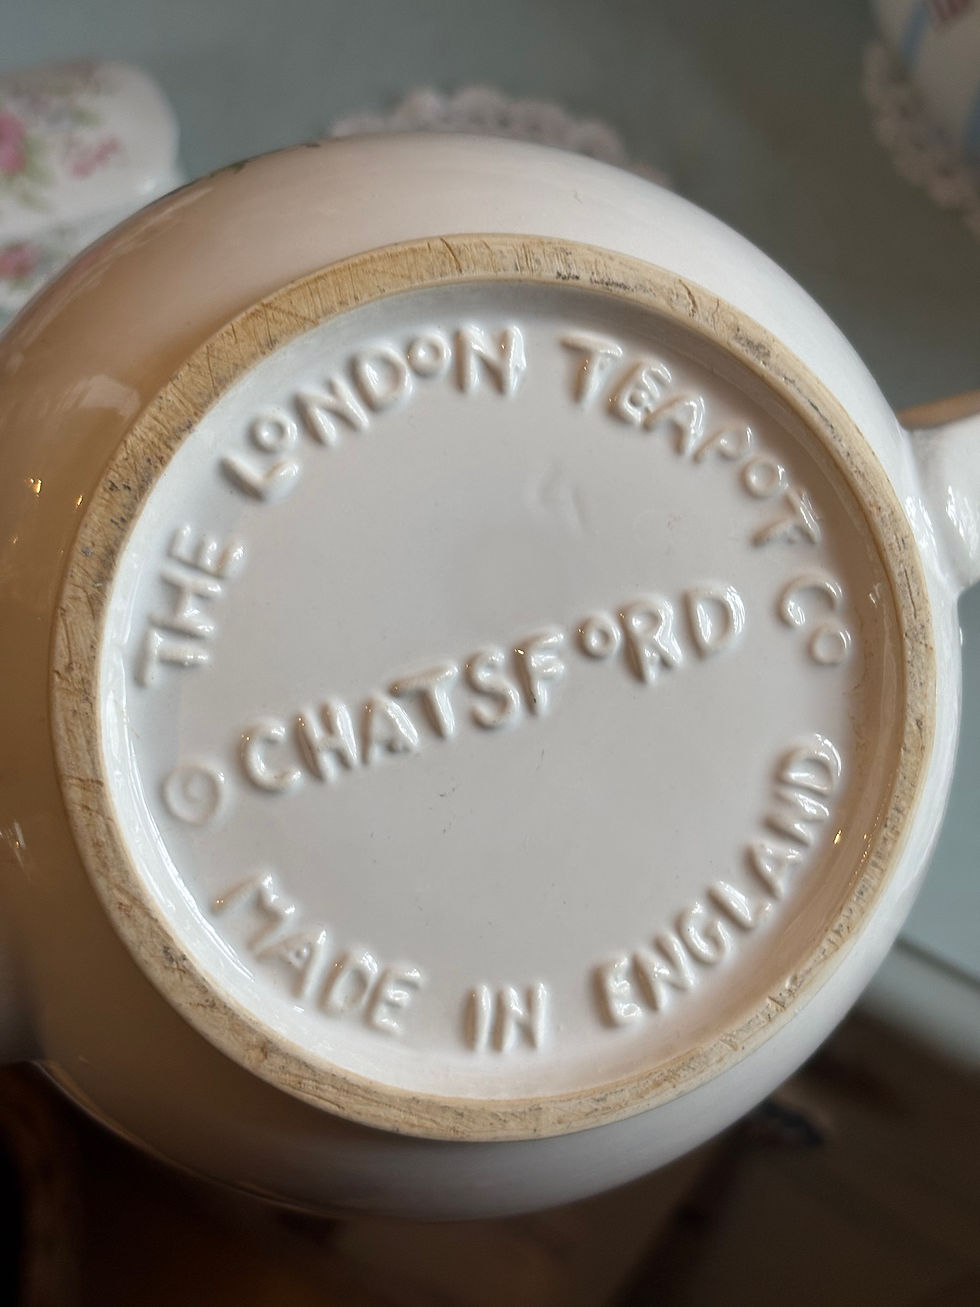 THE LONDON TEAPOT Co
© CHATSFORD
MADE IN ENGLAND